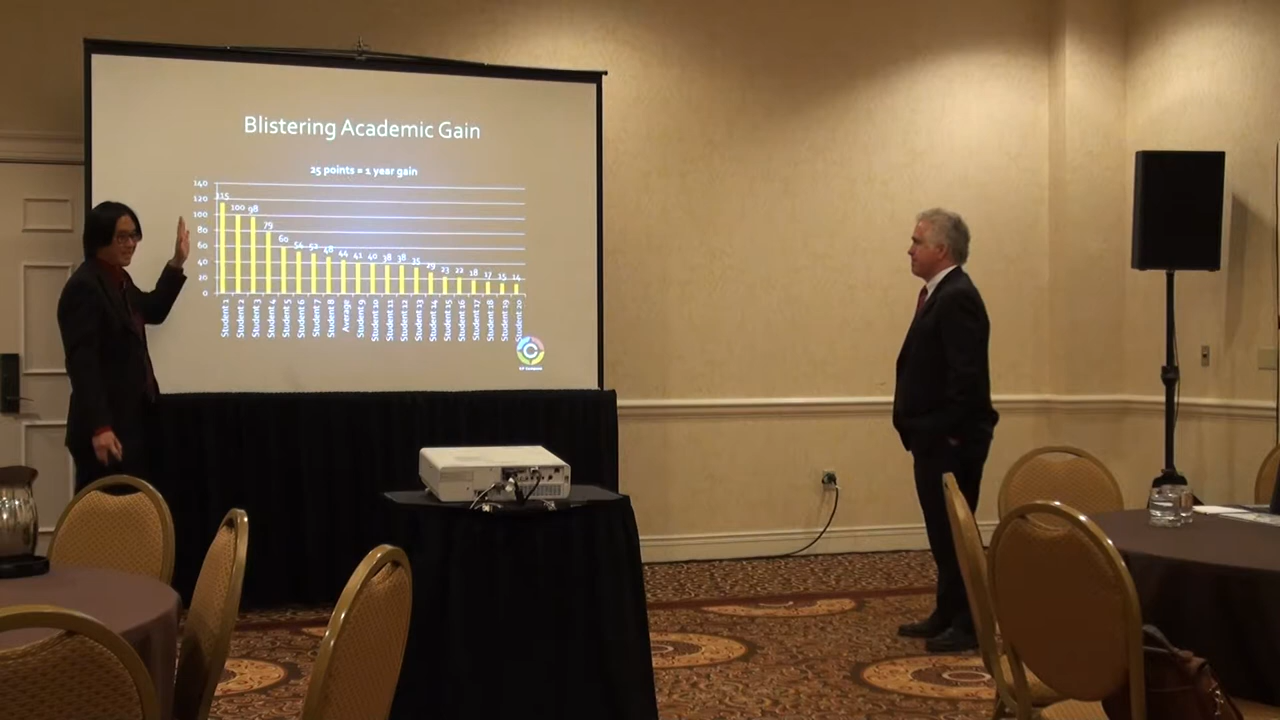 Blistering Academic Gain
25 points = 1 year gain
140
120
100
80
60
40
20
0
115
100
98
79
60
54
52
48
44
41
40
38
38
35
29
23
22
18
17
15
14
Student 1
Student 2
Student 3
Student 4
Student 5
Student 6
Student 7
Student 8
Average
Student 9
Student 10
Student 11
Student 12
Student 13
Student 14
Student 15
Student 16
Student 17
Student 18
Student 19
Student 20